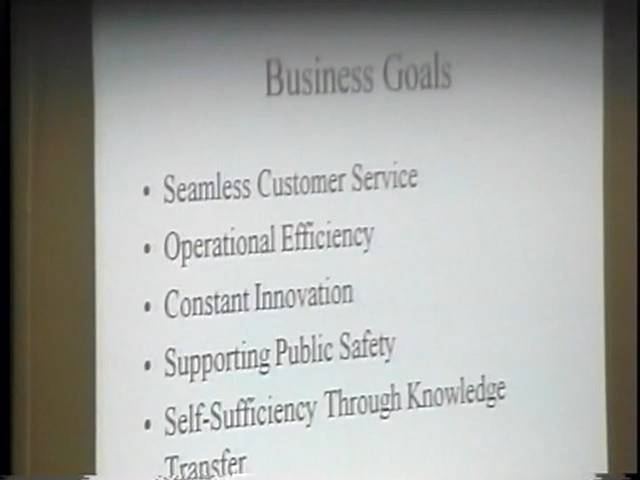 Business Goals
• Seamless Customer Service
• Operational Efficiency
• Constant Innovation
• Supporting Public Safety
• Self-Sufficiency Through Knowledge
Transfer